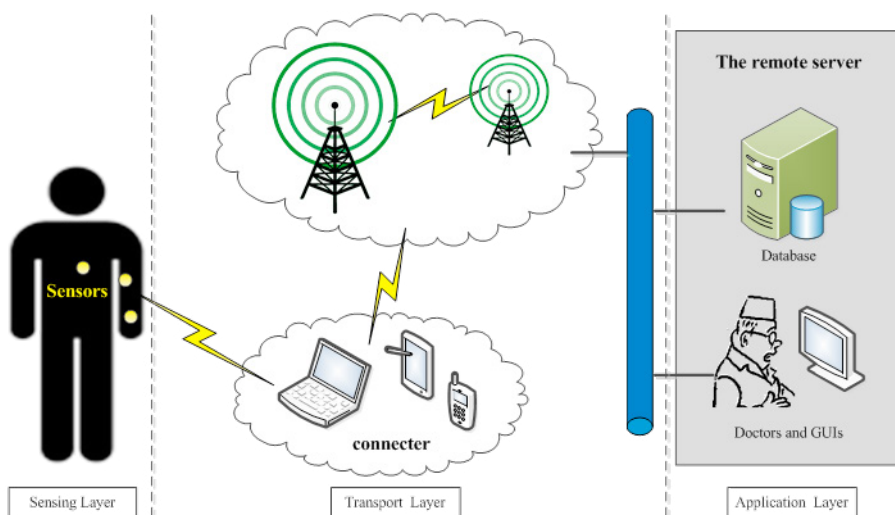 The remote server
Sensors
Database
connecter
Doctors and GUIs
Sensing Layer
Transport Layer
Application Layer